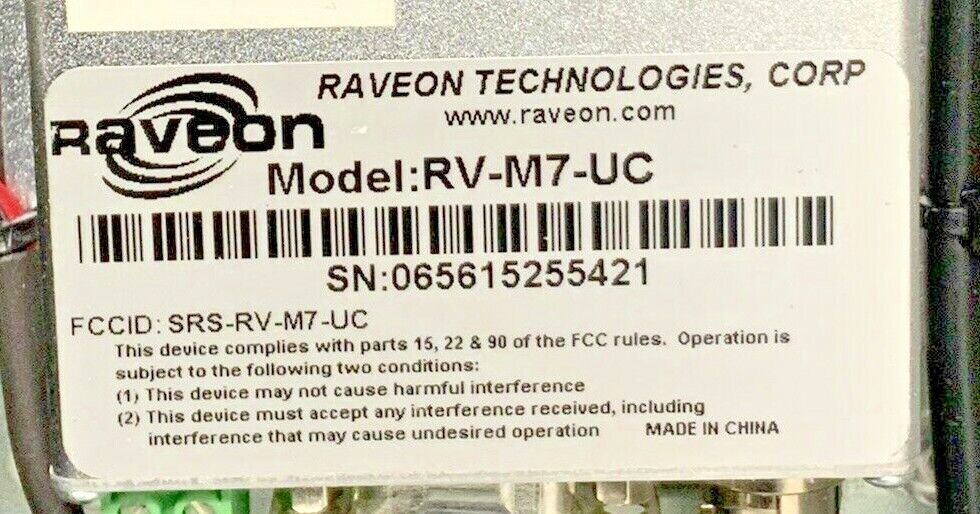 Raveon
RAVEON TECHNOLOGIES, CORP
www.raveon.com
Model:RV-M7-UC
SN:065615255421
FCCID: SRS-RV-M7-UC
This device complies with parts 15, 22 & 90 of the FCC rules. Operation is
subject to the following two conditions:
(1) This device may not cause harmful interference
(2) This device must accept any interference received, including
interference that may cause undesired operation MADE IN CHINA